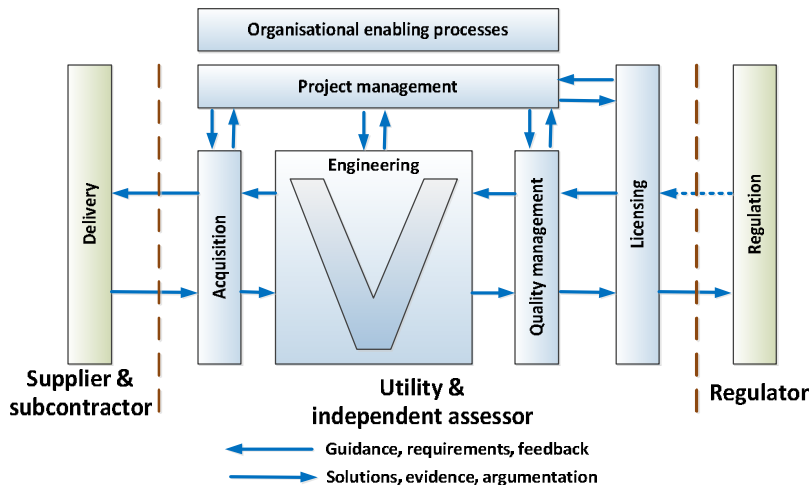 Organisational enabling processes
Project management
Delivery
Acquisition
Engineering
Quality management
Licensing
Regulation
Supplier &
subcontractor
Utility &
independent assessor
Regulator
Guidance, requirements, feedback
Solutions, evidence, argumentation